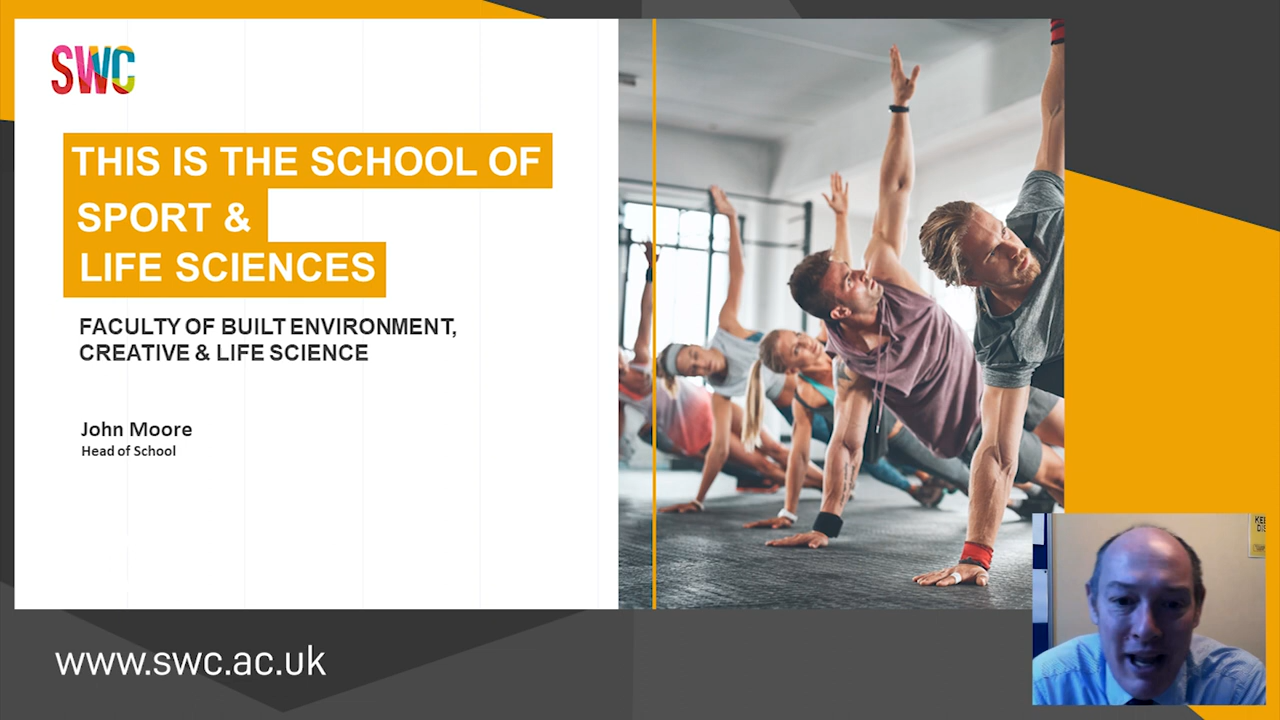 SWC
THIS IS THE SCHOOL OF
SPORT &
LIFE SCIENCES
FACULTY OF BUILT ENVIRONMENT,
CREATIVE & LIFE SCIENCE
John Moore
Head of School
www.swc.ac.uk